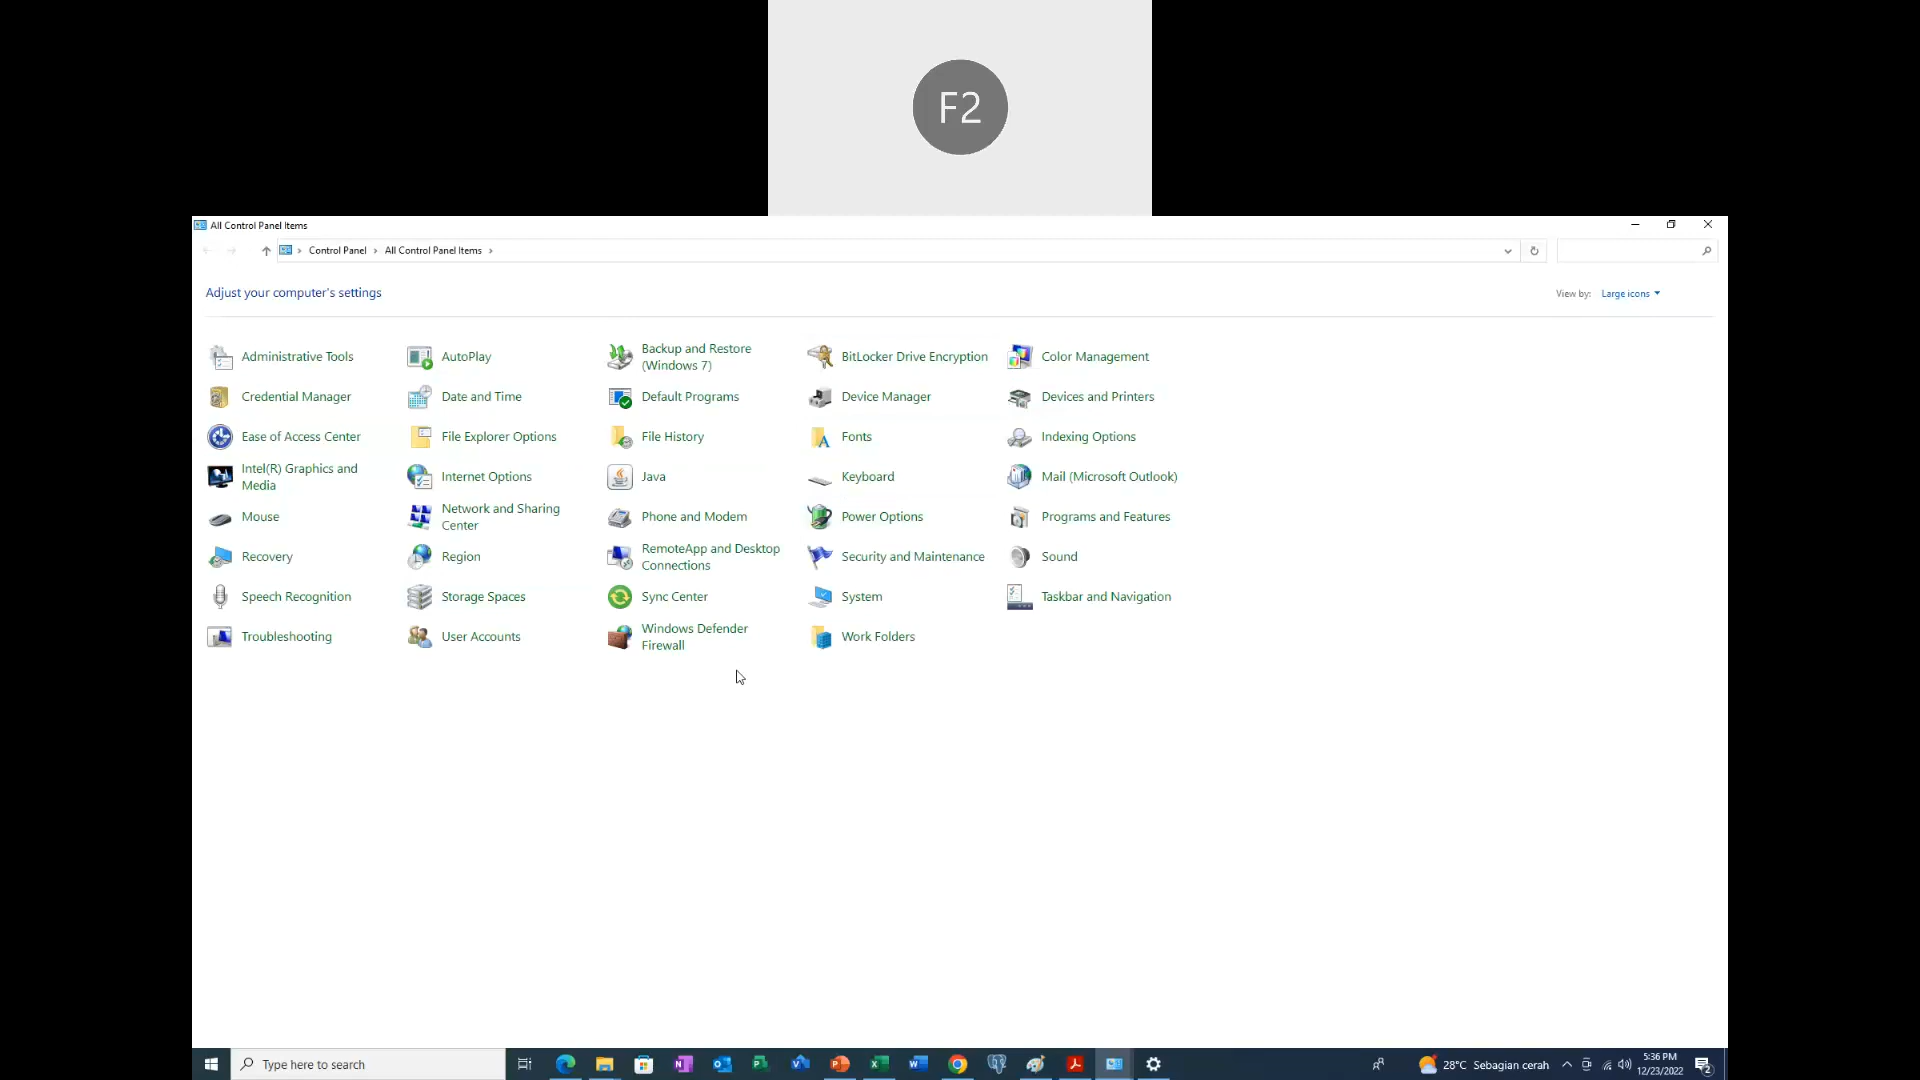 F2
All Control Panel Items
Control Panel
All Control Panel Items
Adjust your computer's settings
View by: Large icons
Administrative Tools
AutoPlay
Backup and Restore
(Windows 7)
BitLocker Drive Encryption
Color Management
Credential Manager
Date and Time
Default Programs
Device Manager
Devices and Printers
Ease of Access Center
File Explorer Options
File History
Fonts
Indexing Options
Intel(R) Graphics and
Media
Internet Options
Java
Keyboard
Mail (Microsoft Outlook)
Mouse
Network and Sharing
Center
Phone and Modem
Power Options
Programs and Features
Recovery
Region
RemoteApp and Desktop
Connections
Security and Maintenance
Sound
Speech Recognition
Storage Spaces
Sync Center
System
Taskbar and Navigation
Troubleshooting
User Accounts
Windows Defender
Firewall
Work Folders
Type here to search
28°C Sebagian cerah
5:36 PM
12/23/2022
2